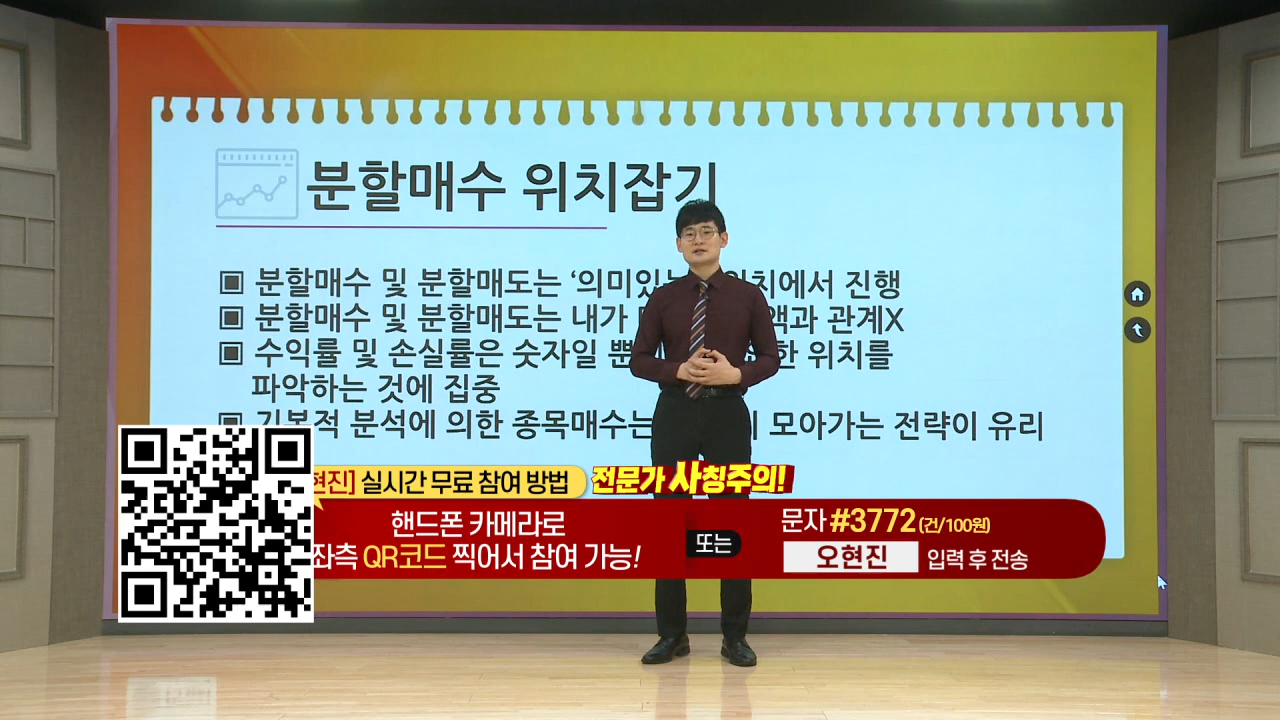 분할매수 위치잡기
▣ 분할매수 및 분할매도는 ‘의미있는 위치에서 진행
▣ 분할매수 및 분할매도는 내가 관계X
▣ 수익률 및 손실률은 숫자일 뿐 위치를
파악하는 것에 집중
▣ 기본적 분석에 의한 종목매수는 모아가는 전략이 유리
현진] 실시간 무료 참여 방법 전문가 사칭주의!
핸드폰 카메라로
좌측 QR코드 찍어서 참여 가능!
또는
문자 #3772 (건/100원)
오현진 입력 후 전송